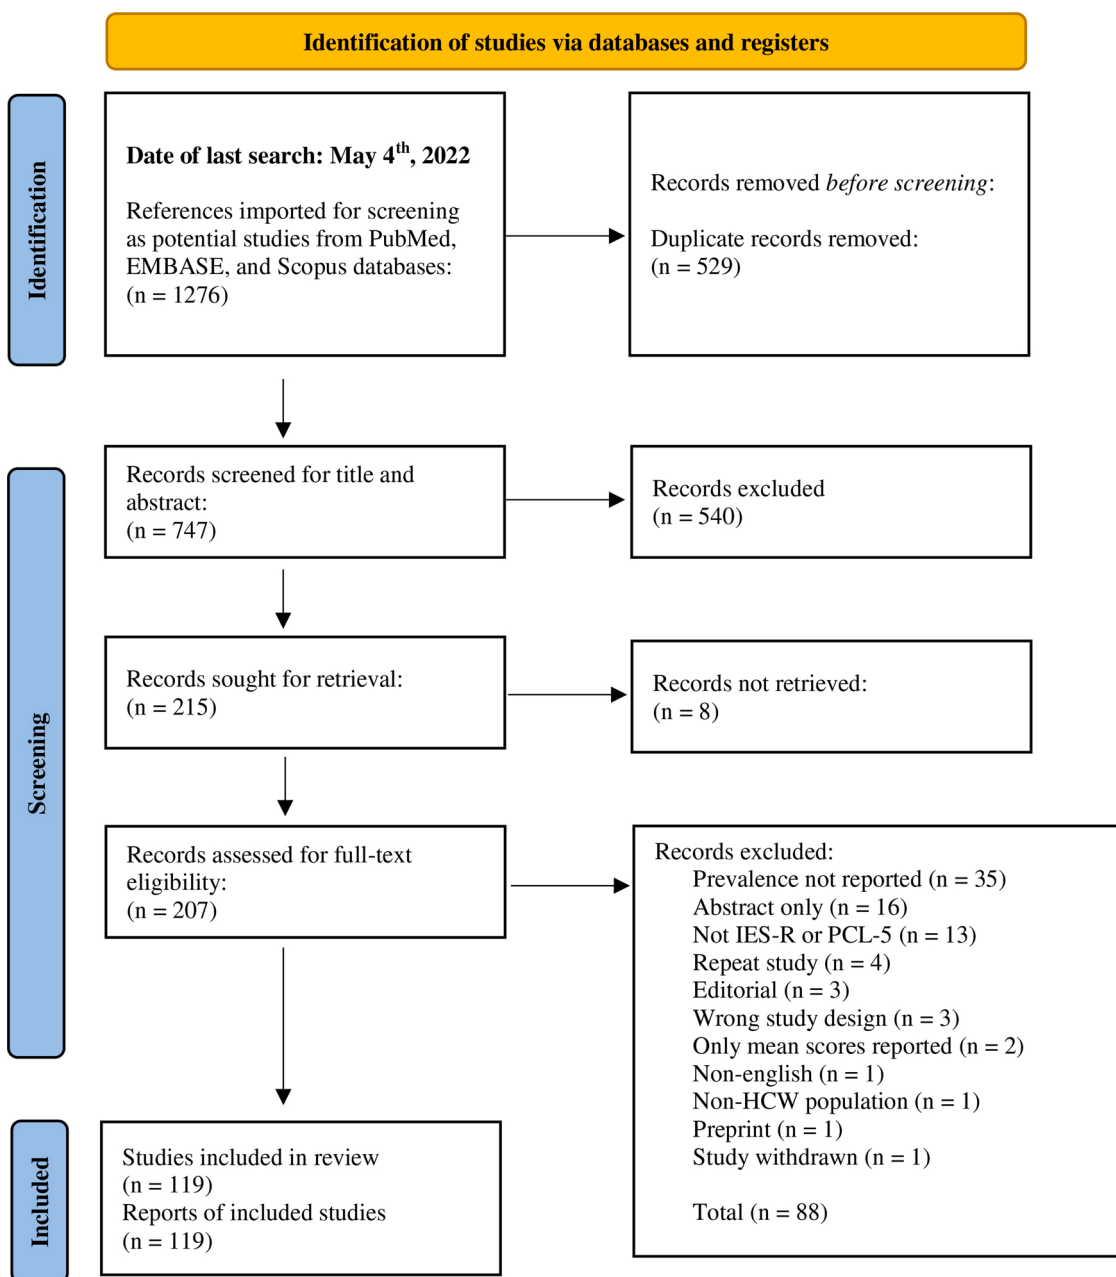 Identification of studies via databases and registers
Identification
Date of last search: May 4th, 2022
References imported for screening
as potential studies from PubMed,
EMBASE, and Scopus databases:
(n = 1276)
Records removed before screening:
Duplicate records removed:
(n = 529)
Screening
Records screened for title and
abstract:
(n = 747)
Records excluded
(n = 540)
Records sought for retrieval:
(n = 215)
Records not retrieved:
(n = 8)
Records assessed for full-text
eligibility:
(n = 207)
Records excluded:
Prevalence not reported (n = 35)
Abstract only (n = 16)
Not IES-R or PCL-5 (n = 13)
Repeat study (n = 4)
Editorial (n = 3)
Wrong study design (n = 3)
Only mean scores reported (n = 2)
Non-english (n = 1)
Non-HCW population (n = 1)
Preprint (n = 1)
Study withdrawn (n = 1)
Total (n = 88)
Included
Studies included in review
(n = 119)
Reports of included studies
(n = 119)